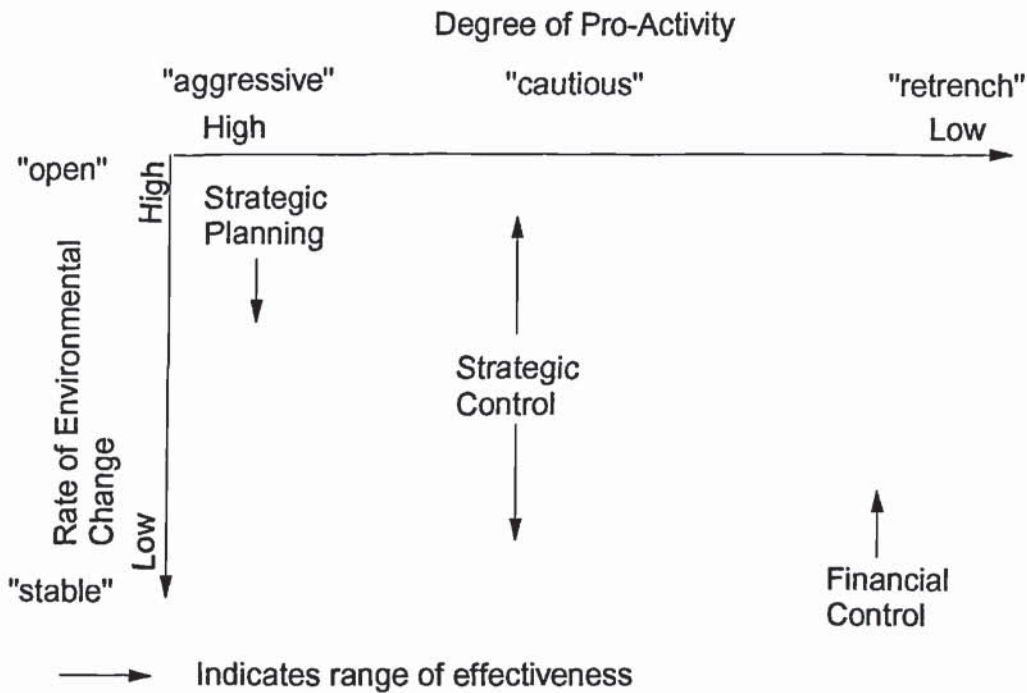 Degree of Pro-Activity
"aggressive" "cautious" "retrench"
High Low
"open"
High
Strategic
Planning
Rate of Environmental
Change
Strategic
Control
Low
"stable"
Financial
Control
Indicates range of effectiveness